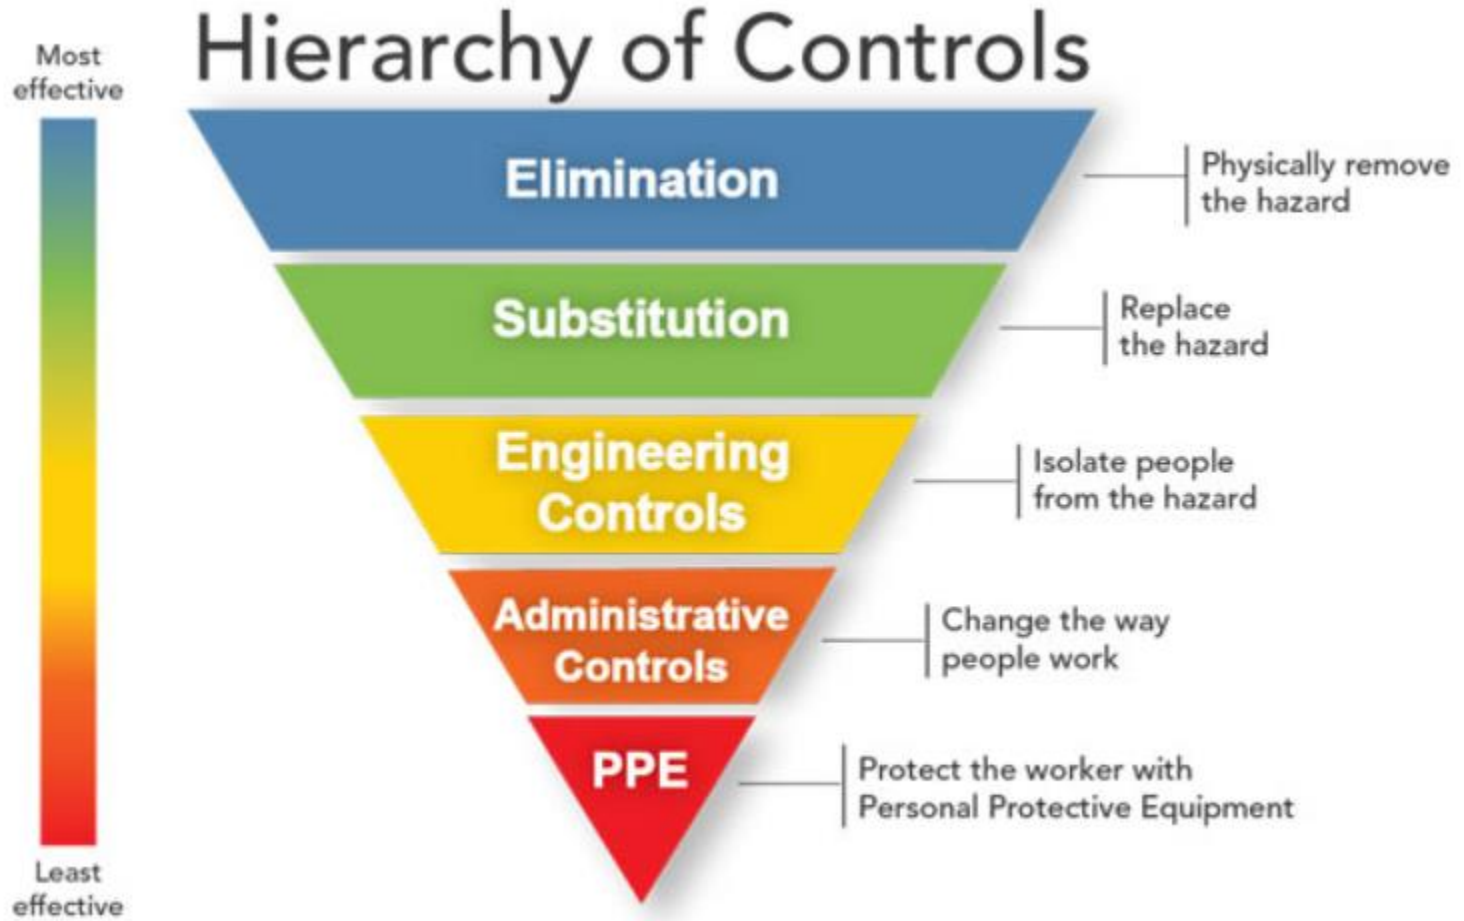 Hierarchy of Controls
Most
effective
Elimination
Physically remove
the hazard
Substitution
Replace
the hazard
Engineering
Controls
Isolate people
from the hazard
Administrative
Controls
Change the way
people work
PPE
Protect the worker with
Personal Protective Equipment
Least
effective